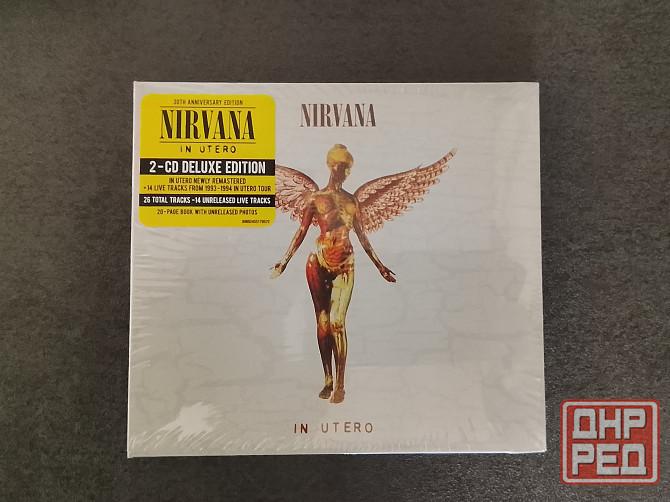 30TH ANNIVERSARY EDITION
NIRVANA
IN UTERO
2-CD DELUXE EDITION
IN UTERO NEWLY REMASTERED
+14 LIVE TRACKS FROM 1993-1994 IN UTERO TOUR
26 TOTAL TRACKS -14 UNRELEASED LIVE TRACKS
20-PAGE BOOK WITH UNRELEASED PHOTOS
NIRVANA
IN UTERO
ДНР
РЕД